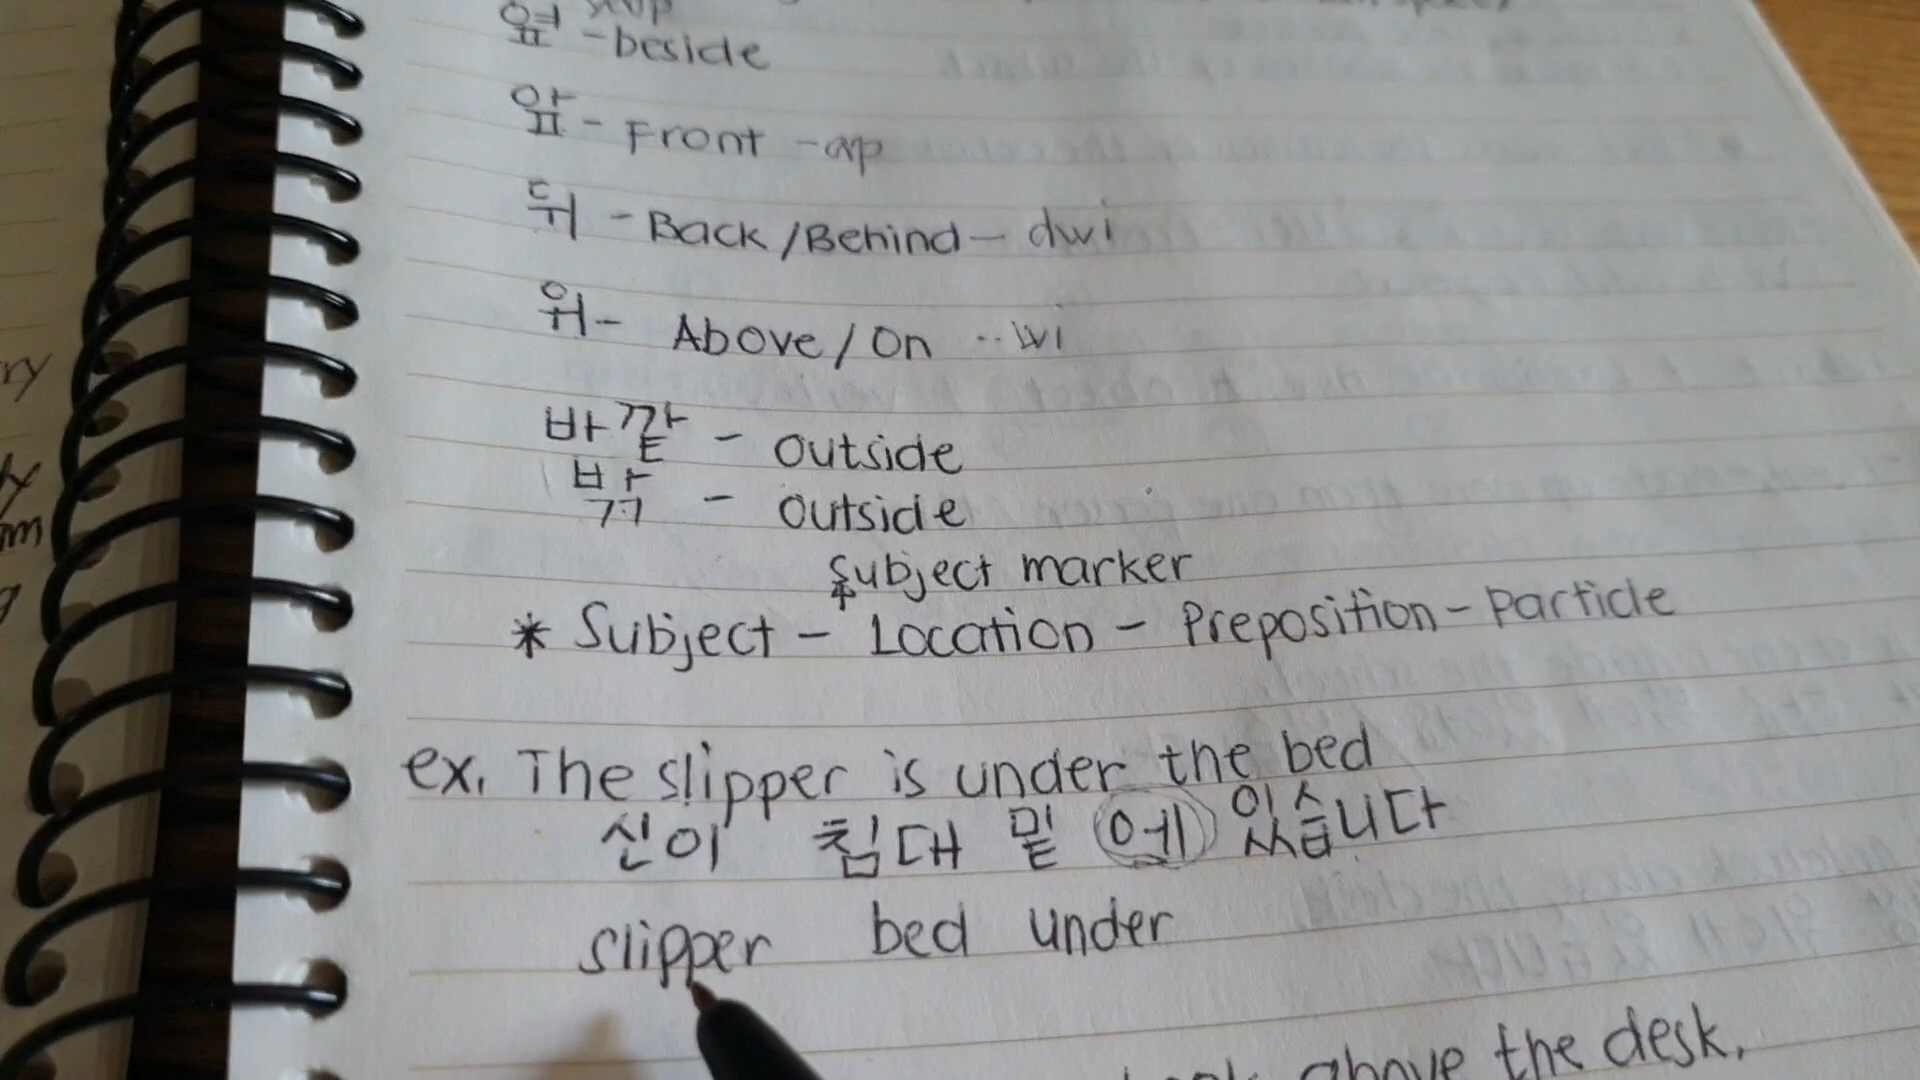 옆 - beside
앞 - Front - ap
뒤 - Back / Behind - dwi
위 - Above / On - wi
바깥 - outside
밖 - outside
subject marker
* Subject - Location - Preposition - Particle
ex. The slipper is under the bed
신이 침대 밑 에 있습니다
slipper bed under
above the desk.